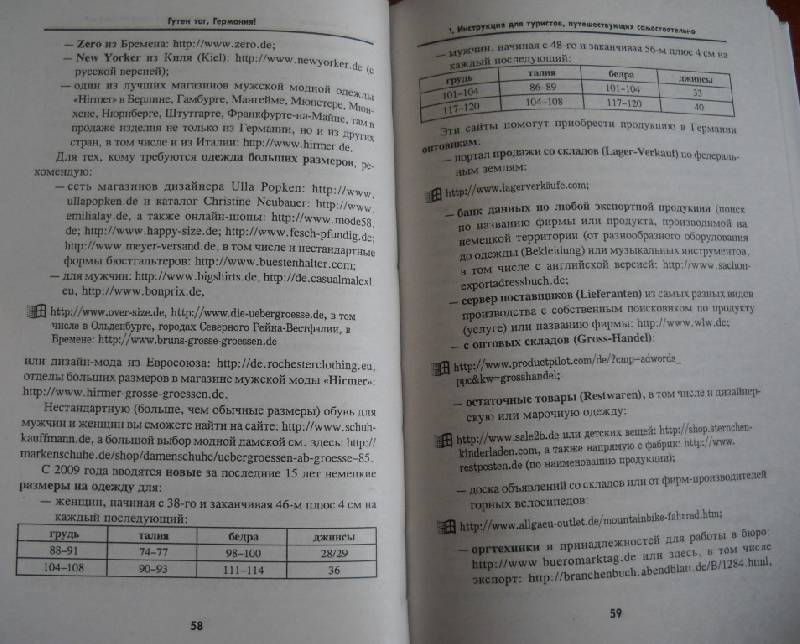 Гутен таг, Германия!
— Zero из Бремена: http://www.zero.de;
— New Yorker из Киля (Kiel): http://www.newyorker.de (с
русской версией);
— один из лучших магазинов мужской модной одежды
«Hirmer» в Берлине, Гамбурге, Мангейме, Мюнстере, Мюн-
хене, Нюрнберге, Штутгарте, Франкфурте-на-Майне, там в
продаже изделия не только из Германии, но и из других
стран, в том числе и из Италии: http://www.hirmer.de.
Для тех, кому требуются одежда больших размеров, ре-
комендую:
— сеть магазинов дизайнера Ulla Popken: http://www.
ullapopken.de и каталог Christine Neubauer: http://www.
emilialay.de, а также онлайн-шопы: http://www.mode58.
de; http://www.happy-size.de; http://www.fesch-pfundig.de;
http://www.meyer-versand.de, в том числе и нестандартные
формы бюстгальтеров: http://www.buestenhalter.com;
— для мужчин: http://www.bigshirts.de, http://de.casualmalexl.
eu, http://www.bonprix.de.
http://www.over-size.de, http://www.die-uebergroesse.de, в том
числе в Ольденбурге, городах Северного Рейна-Вестфалии, в
Бремене: http://www.bruns-grosse-groessen.de
или дизайн-мода из Евросоюза: http://de.rochesterclothing.eu,
отделы больших размеров в магазине мужской моды «Hirmer»:
http://www.hirmer-grosse-groessen.de.
Нестандартную (больше, чем обычные размеры) обувь для
мужчин и женщин вы сможете найти на сайте: http://www.schuh-
kauffmann.de, а большой выбор модной дамской см. здесь: http://
markenschuhe.de/shop/damenschuhe/uebergroessen-ab-groesse-85.
С 2009 года вводятся новые за последние 15 лет немецкие
размеры на одежду для:
— женщин, начиная с 38-го и заканчивая 46-м плюс 4 см на
каждый последующий:
грудь талия бедра джинсы
88–91 74–77 98–100 28/29
104–108 90–93 111–114 36
58
1. Инструкция для туристов, путешествующих самостоятельно
— мужчин, начиная с 48-го и заканчивая 56-м плюс 4 см на
каждый последующий:
грудь талия бедра джинсы
101–104 86–89 101–104 33
117–120 104–108 117–120 40
Эти сайты помогут приобрести продукцию в Германии
оптовикам:
— портал продажи со складов (Lager-Verkauf) по федераль-
ным землям:
http://www.lagerverkäufe.com;
— банк данных по любой экспортной продукции (поиск
по названию фирмы или продукта, производимой на
немецкой территории (от разнообразного оборудования
до одежды (Bekleidung) или музыкальных инструментов,
в том числе с английской версией: http://www.sachon-
exportadressbuch.de;
— сервер поставщиков (Lieferanten) из самых разных видов
производства с собственным поисковиком по продукту
(услуге) или названию фирмы: http://www.wlw.de;
— с оптовых складов (Gross-Handel):
http://www.productpilot.com/de/?cmp=adwords_
ppc&kw=grosshandel;
— остаточные товары (Restwaren), в том числе и дизайнер-
скую или марочную одежду:
http://www.sale2b.de или детских вещей: http://shop.sternchen-
kinderladen.com, а также напрямую с фабрик: http://www.
restposten.de (по наименованию продукции);
— доска объявлений со складов или от фирм-производителей
горных велосипедов:
http://www.allgaeu-outlet.de/mountainbike-fahrrad.htm;
— оргтехники и принадлежностей для работы в бюро:
http://www.bueromarktag.de или здесь, в том числе
экспорт: http://branchenbuch.abendblatt.de/B/1284.html,
59